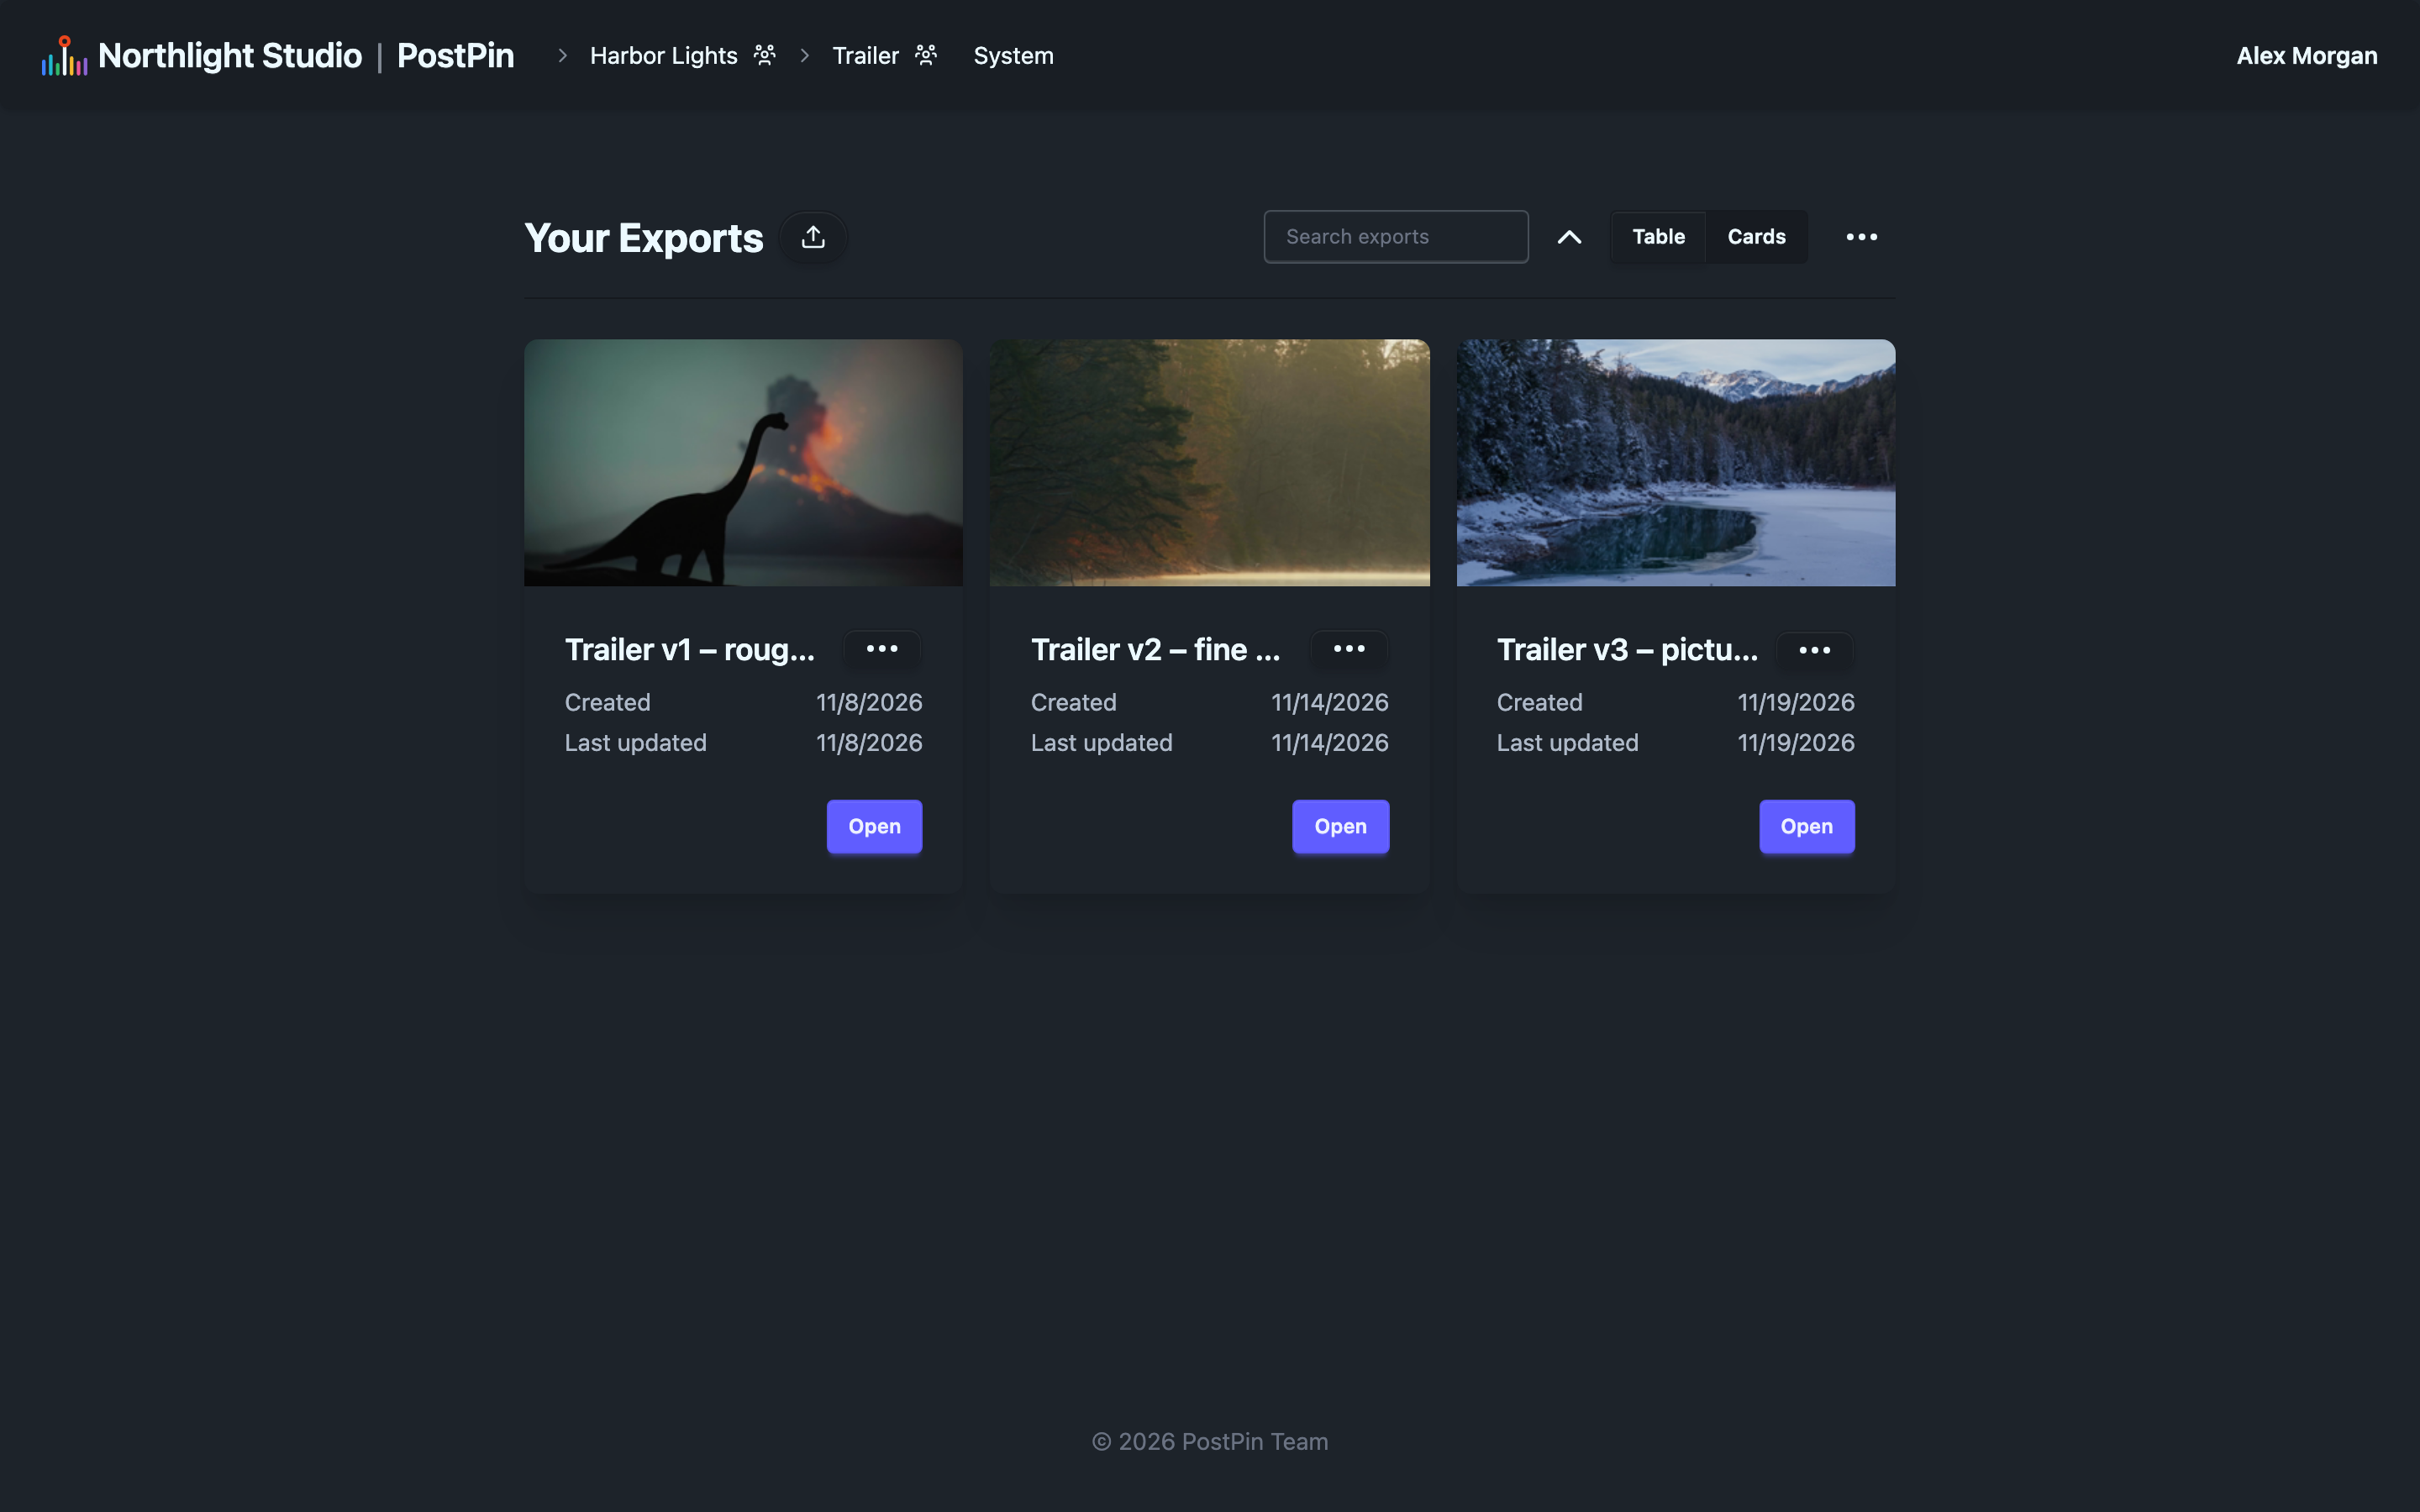 Northlight Studio | PostPin
Harbor Lights
Trailer
System
Alex Morgan
Your Exports
Search exports
Table
Cards
Trailer v1 – roug...
Created 11/8/2026
Last updated 11/8/2026
Open
Trailer v2 – fine ...
Created 11/14/2026
Last updated 11/14/2026
Open
Trailer v3 – pictu...
Created 11/19/2026
Last updated 11/19/2026
Open
© 2026 PostPin Team